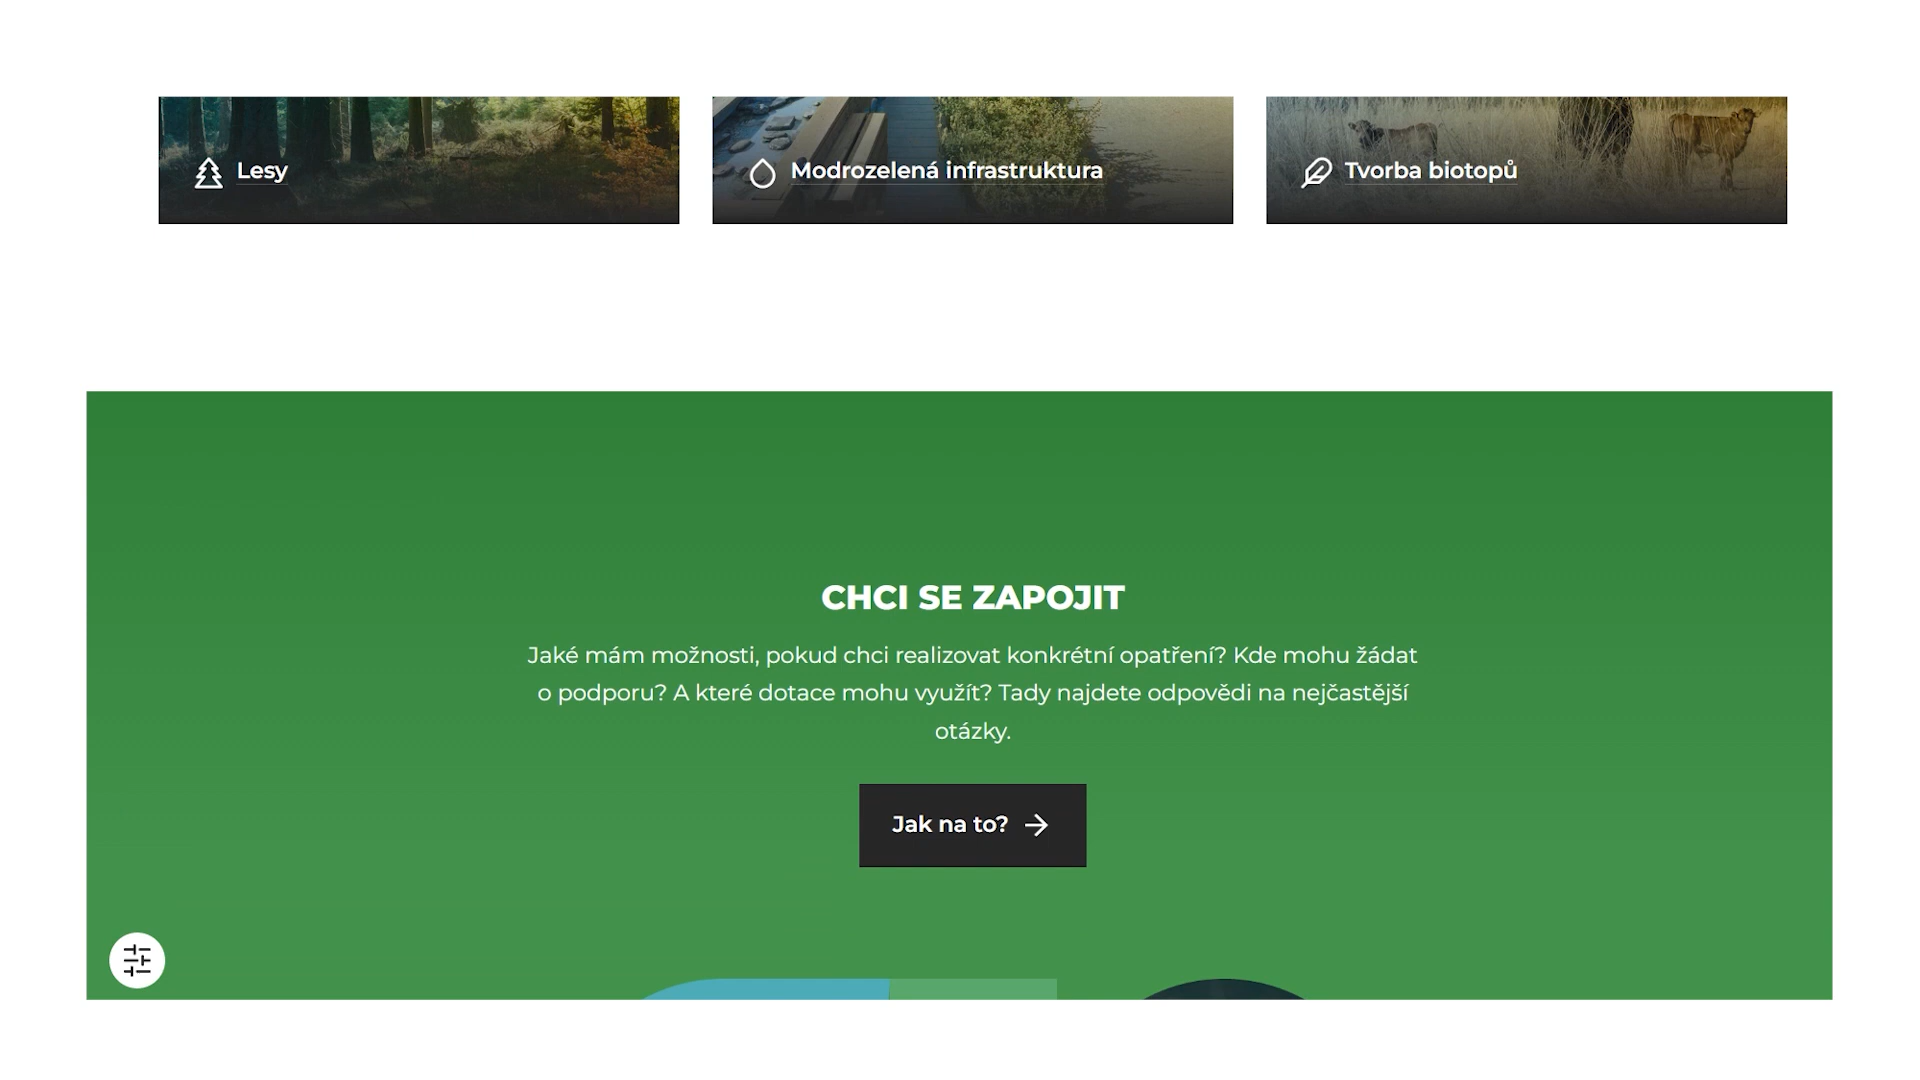 Lesy
Modrozelená infrastruktura
Tvorba biotopů
CHCI SE ZAPOJIT
Jaké mám možnosti, pokud chci realizovat konkrétní opatření? Kde mohu žádat
o podporu? A které dotace mohu využít? Tady najdete odpovědi na nejčastější
otázky.
Jak na to?